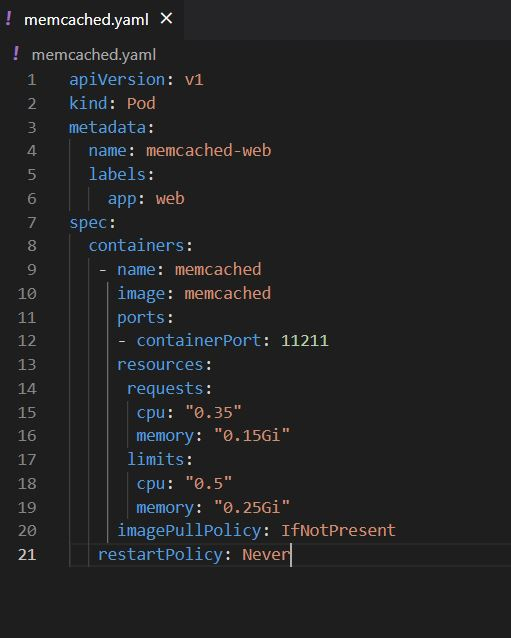 ! memcached.yaml ×
! memcached.yaml
1 apiVersion: v1
2 kind: Pod
3 metadata:
4   name: memcached-web
5   labels:
6     app: web
7 spec:
8   containers:
9    - name: memcached
10      image: memcached
11      ports:
12      - containerPort: 11211
13      resources:
14       requests:
15        cpu: "0.35"
16        memory: "0.15Gi"
17       limits:
18        cpu: "0.5"
19        memory: "0.25Gi"
20      imagePullPolicy: IfNotPresent
21    restartPolicy: Never